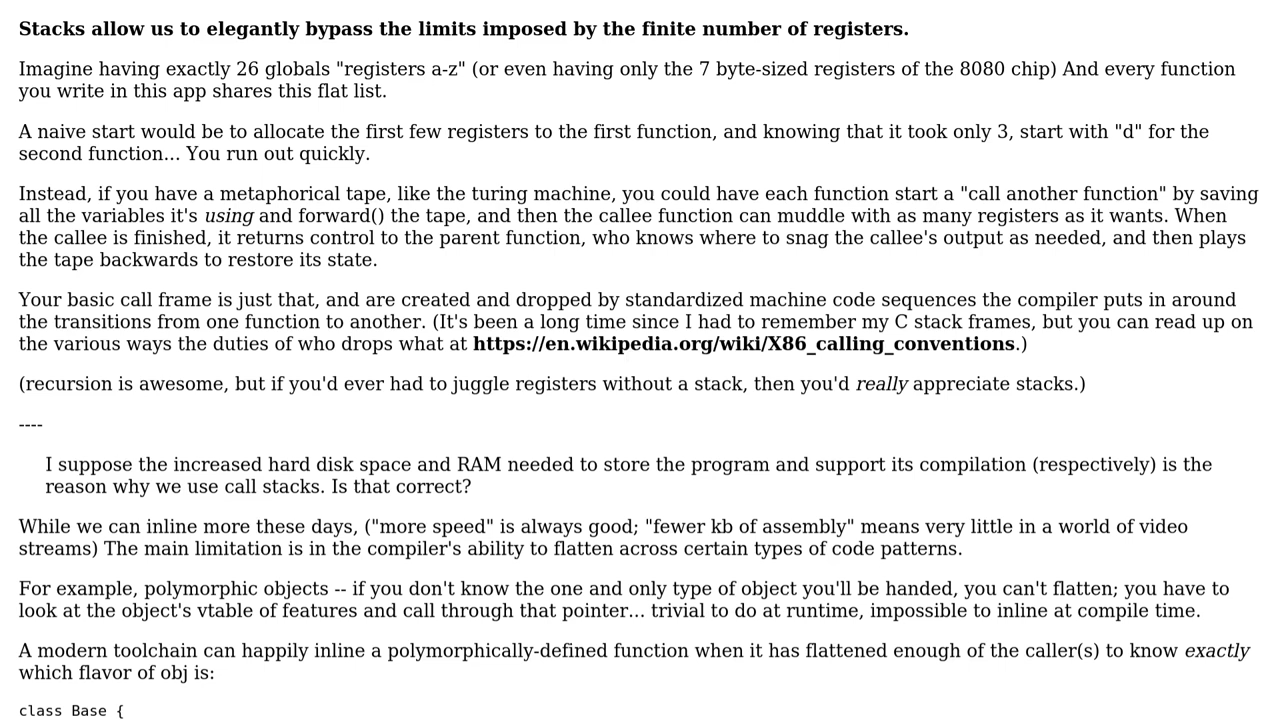 Stacks allow us to elegantly bypass the limits imposed by the finite number of registers.
Imagine having exactly 26 globals "registers a-z" (or even having only the 7 byte-sized registers of the 8080 chip) And every function
you write in this app shares this flat list.
A naive start would be to allocate the first few registers to the first function, and knowing that it took only 3, start with "d" for the
second function... You run out quickly.
Instead, if you have a metaphorical tape, like the turing machine, you could have each function start a "call another function" by saving
all the variables it's using and forward() the tape, and then the callee function can muddle with as many registers as it wants. When
the callee is finished, it returns control to the parent function, who knows where to snag the callee's output as needed, and then plays
the tape backwards to restore its state.
Your basic call frame is just that, and are created and dropped by standardized machine code sequences the compiler puts in around
the transitions from one function to another. (It's been a long time since I had to remember my C stack frames, but you can read up on
the various ways the duties of who drops what at https://en.wikipedia.org/wiki/X86_calling_conventions.)
(recursion is awesome, but if you'd ever had to juggle registers without a stack, then you'd really appreciate stacks.)
----
I suppose the increased hard disk space and RAM needed to store the program and support its compilation (respectively) is the
reason why we use call stacks. Is that correct?
While we can inline more these days, ("more speed" is always good; "fewer kb of assembly" means very little in a world of video
streams) The main limitation is in the compiler's ability to flatten across certain types of code patterns.
For example, polymorphic objects -- if you don't know the one and only type of object you'll be handed, you can't flatten; you have to
look at the object's vtable of features and call through that pointer... trivial to do at runtime, impossible to inline at compile time.
A modern toolchain can happily inline a polymorphically-defined function when it has flattened enough of the caller(s) to know exactly
which flavor of obj is:
class Base {